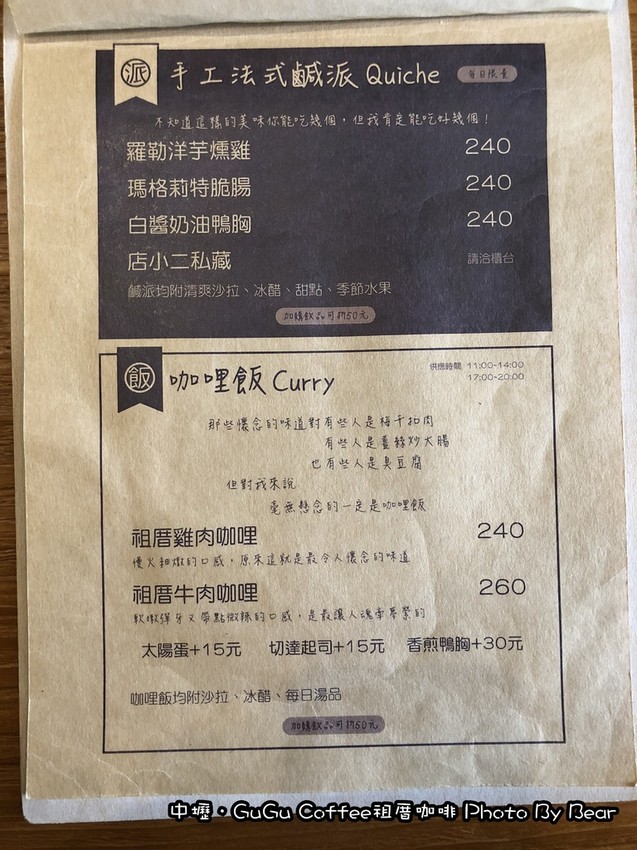 派
手工法式鹹派 Quiche
每日限量
不知道這樣的美味你能吃幾個，但我肯定能吃好幾個！
羅勒洋芋燻雞 240
瑪格莉特脆腸 240
白醬奶油鴨胸 240
店小二私藏 請洽櫃台
鹹派均附清爽沙拉、冰醋、甜點、季節水果
加購飲品可折50元
飯
咖哩飯 Curry
供應時間 11:00-14:00
17:00-20:00
那些懷念的味道對有些人是梅干扣肉
有些人是薑絲炒大腸
也有些人是臭豆腐
但對我來說
毫無懸念的一定是咖哩飯
祖厝雞肉咖哩 240
慢火細燉的口感，原來這就是最令人懷念的味道
祖厝牛肉咖哩 260
軟嫩彈牙又帶點微辣的口感，是最讓人魂牽夢縈的
太陽蛋+15元 切達起司+15元 香煎鴨胸+30元
咖哩飯均附沙拉、冰醋、每日湯品
加購飲品可折50元
中壢・GuGu Coffee祖厝咖啡 Photo By Bear